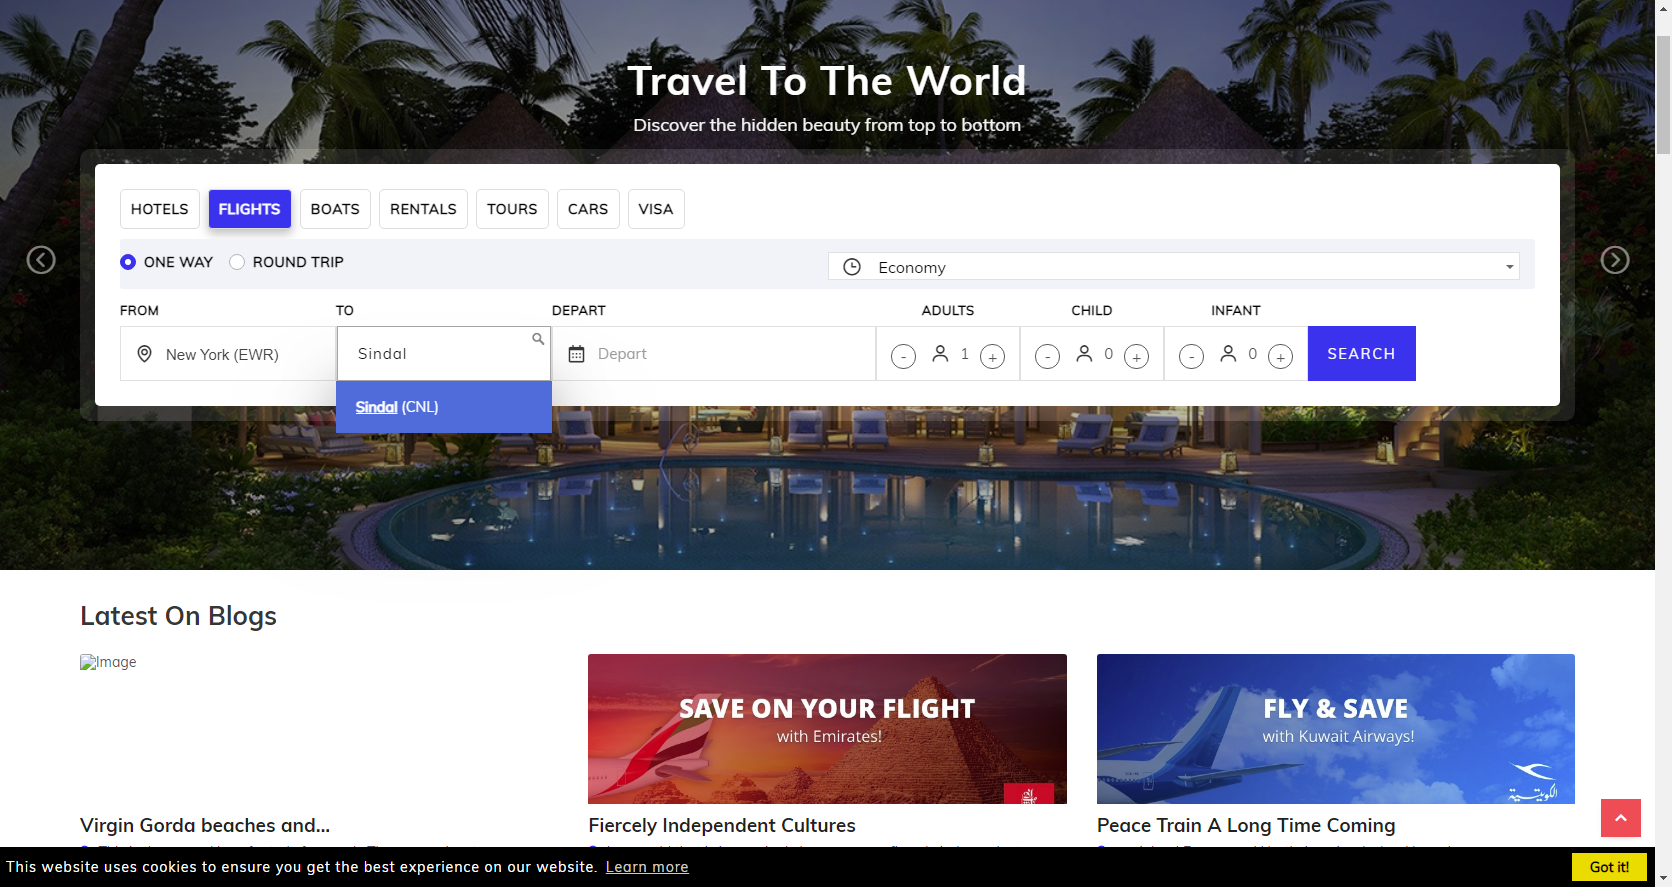 Travel To The World
Discover the hidden beauty from top to bottom
HOTELS FLIGHTS BOATS RENTALS TOURS CARS VISA
ONE WAY ROUND TRIP Economy
FROM TO DEPART ADULTS CHILD INFANT
New York (EWR) Sindal Depart - 1 + - 0 + - 0 + SEARCH
Sindal (CNL)
Latest On Blogs
Image
SAVE ON YOUR FLIGHT
with Emirates!
FLY & SAVE
with Kuwait Airways!
الكويتية
Virgin Gorda beaches and...
Fiercely Independent Cultures
Peace Train A Long Time Coming
This website uses cookies to ensure you get the best experience on our website. Learn more Got it!